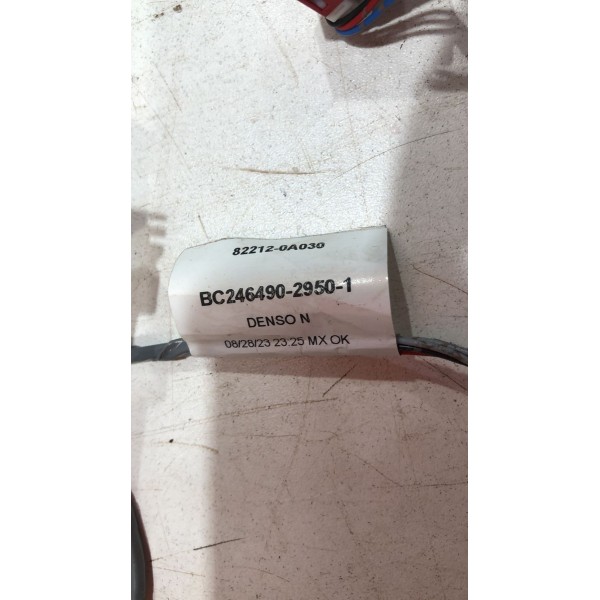 82212-0A030
BC246490-2950-1
DENSO N
08/28/23 23:25 MX OK